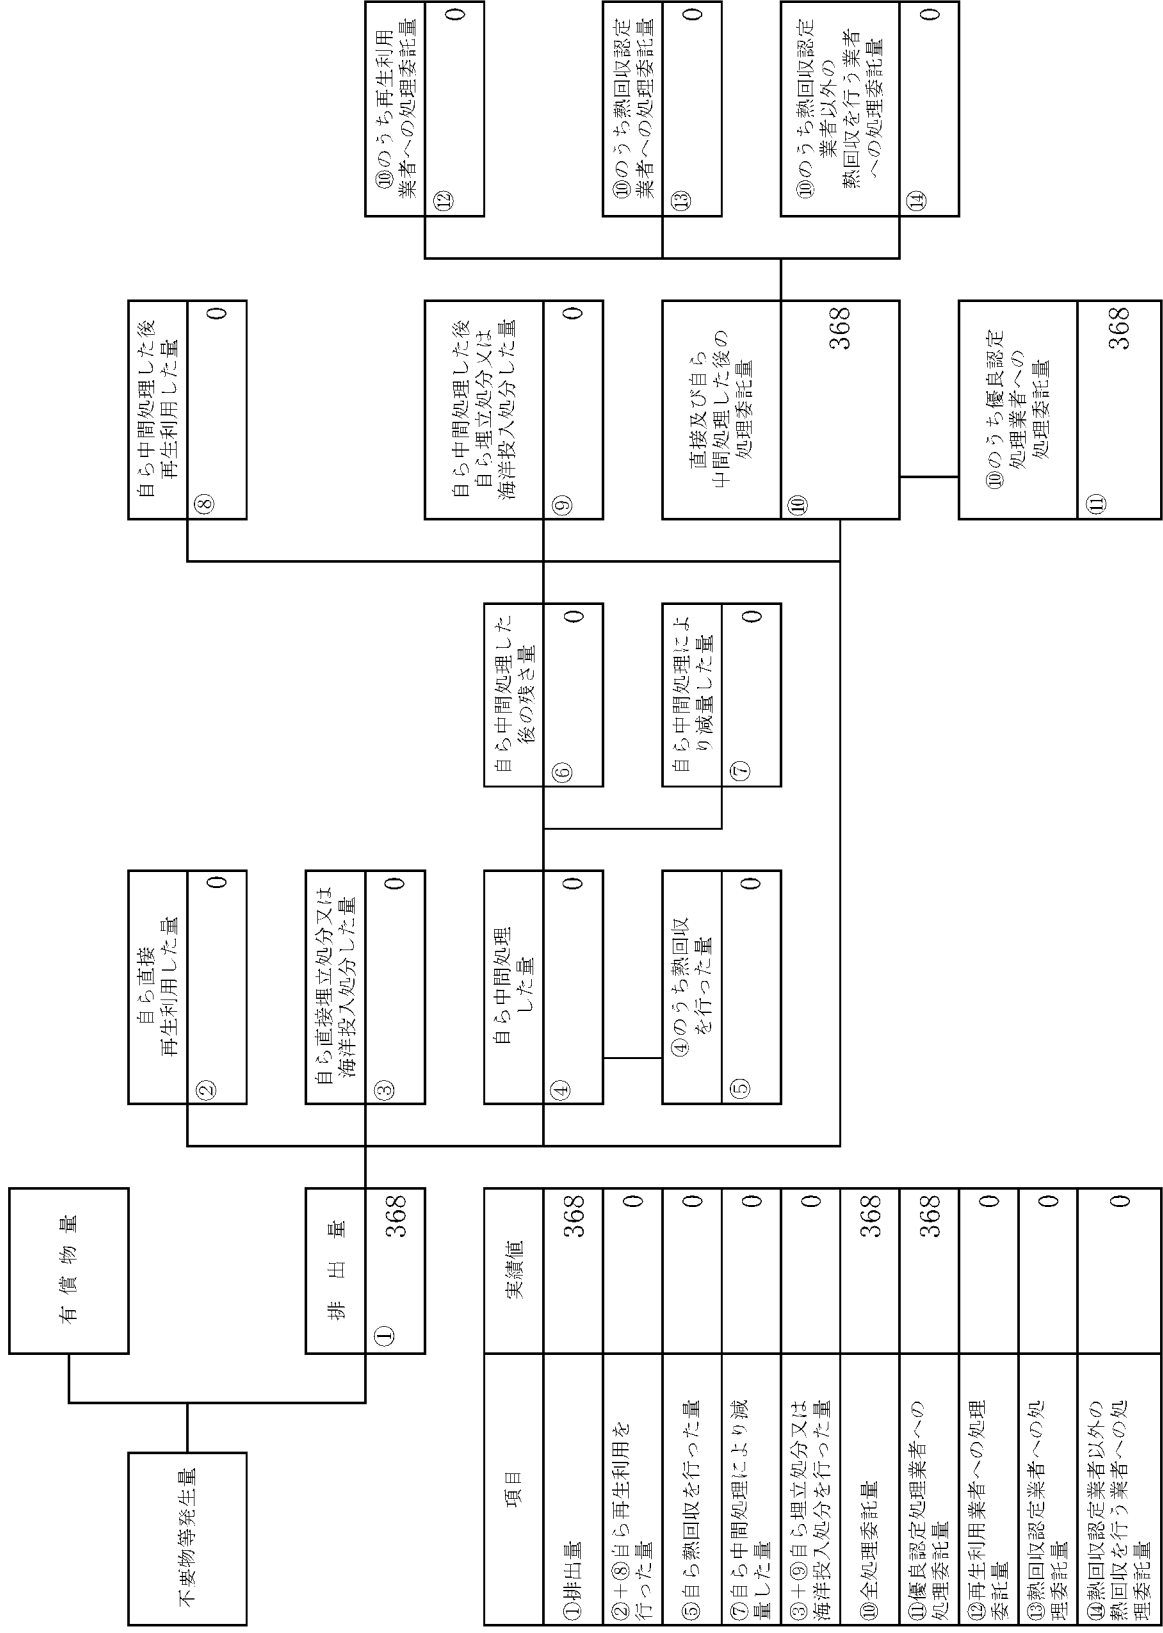 不要物等発生量
有 償 物 量
排 出 量
①
368
自ら直接
再生利用した量
②
0
自ら直接埋立処分又は
海洋投入処分した量
③
0
自ら中間処理
した量
④
0
④のうち熱回収
を行った量
⑤
0
自ら中間処理した
後の残さ量
⑥
0
自ら中間処理によ
り減量した量
⑦
0
自ら中間処理した後
再生利用した量
⑧
0
自ら中間処理した後
自ら埋立処分又は
海洋投入処分した量
⑨
0
直接及び自ら
中間処理した後の
処理委託量
⑩
368
⑩のうち優良認定
処理業者への
処理委託量
⑪
368
⑩のうち再生利用
業者への処理委託量
⑫
0
⑩のうち熱回収認定
業者への処理委託量
⑬
0
⑩のうち熱回収認定
業者以外の
熱回収を行う業者
への処理委託量
⑭
0
項目
実績値
①排出量
368
②＋⑧自ら再生利用を
行った量
0
⑤自ら熱回収を行った量
0
⑦自ら中間処理により減
量した量
0
③＋⑨自ら埋立処分又は
海洋投入処分を行った量
0
⑩全処理委託量
368
⑪優良認定処理業者への
処理委託量
368
⑫再生利用業者への処理
委託量
0
⑬熱回収認定業者への処
理委託量
0
⑭熱回収認定業者以外の
熱回収を行う業者への処
理委託量
0